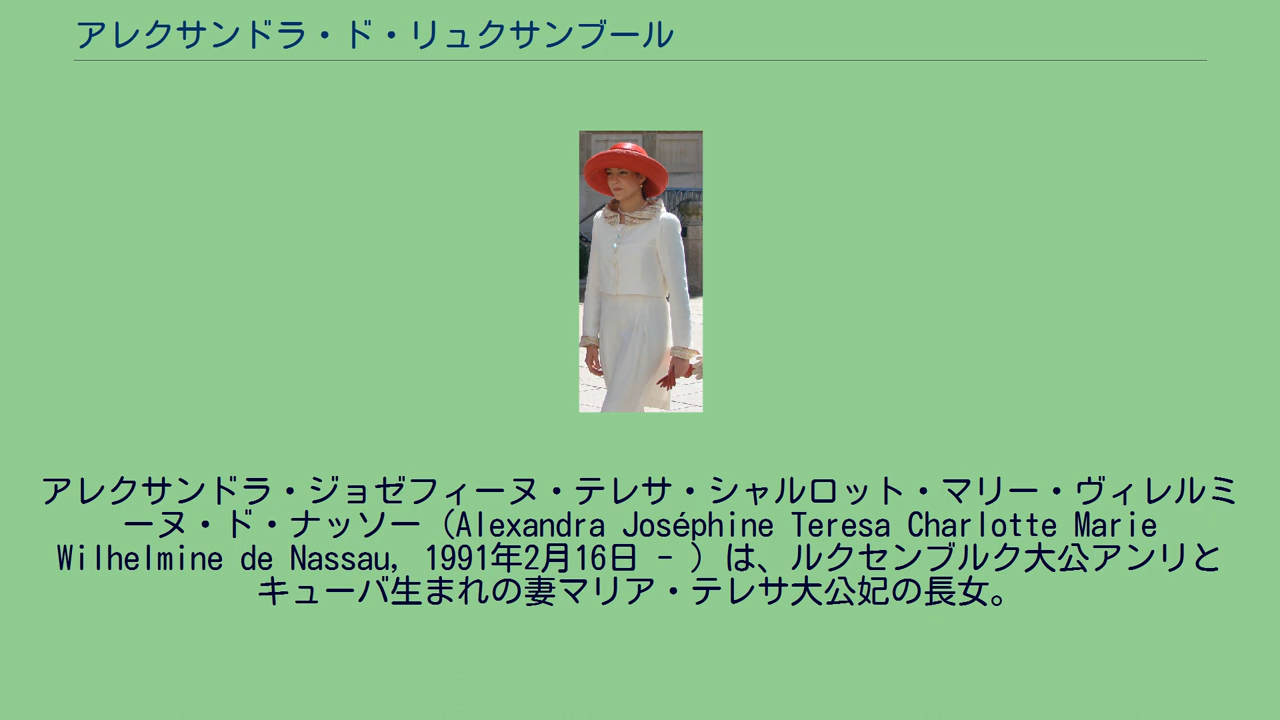 アレクサンドラ・ド・リュクサンブール
アレクサンドラ・ジョゼフィーヌ・テレサ・シャルロット・マリー・ヴィレルミ
ーヌ・ド・ナッソー（Alexandra Joséphine Teresa Charlotte Marie
Wilhelmine de Nassau, 1991年2月16日 - ）は、ルクセンブルク大公アンリと
キューバ生まれの妻マリア・テレサ大公妃の長女。